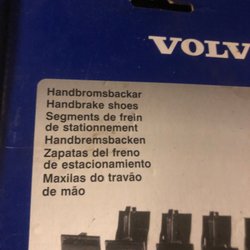 VOLV
Handbromsbackar
Handbrake shoes
Segments de frein
de stationnement
Handbremsbacken
Zapatas del freno
de estacionamiento
Maxilas do travão
de mão